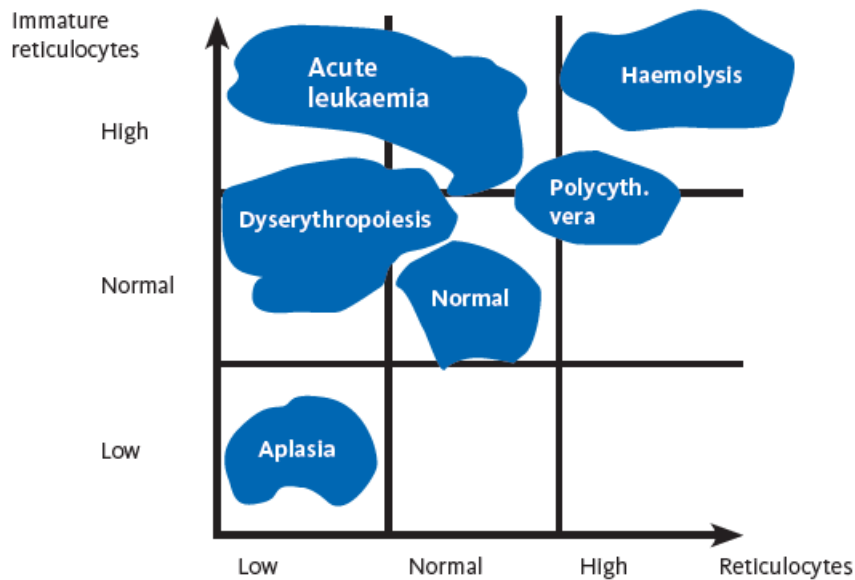 Immature
reticulocytes
High
Normal
Low
Acute
leukaemia
Haemolysis
Dyserythropoiesis
Polycyth.
vera
Normal
Aplasia
Low
Normal
High
Reticulocytes